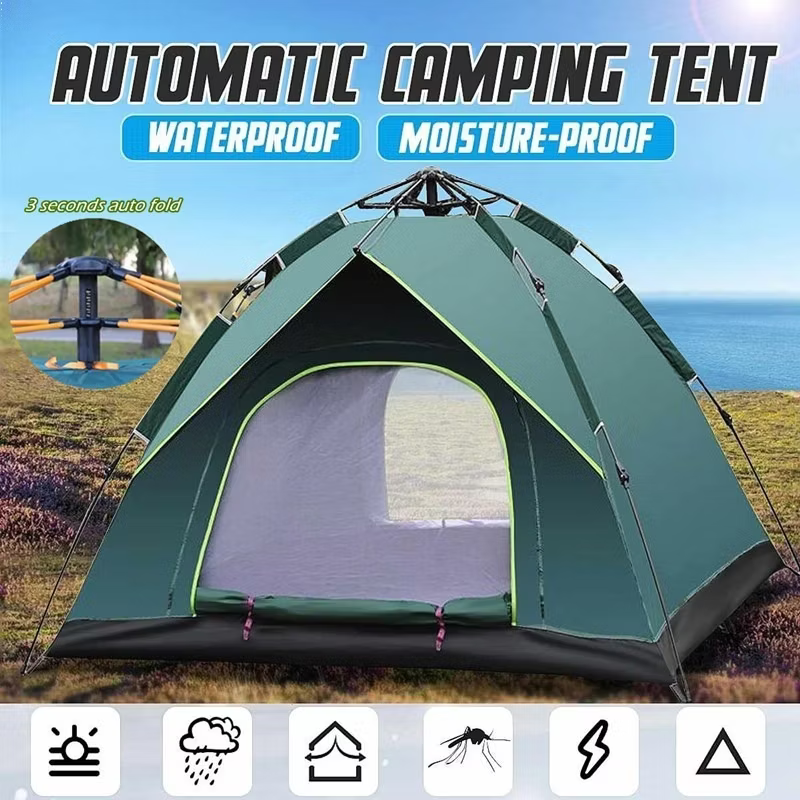 AUTOMATIC CAMPING TENT
WATERPROOF MOISTURE-PROOF
3 seconds auto fold